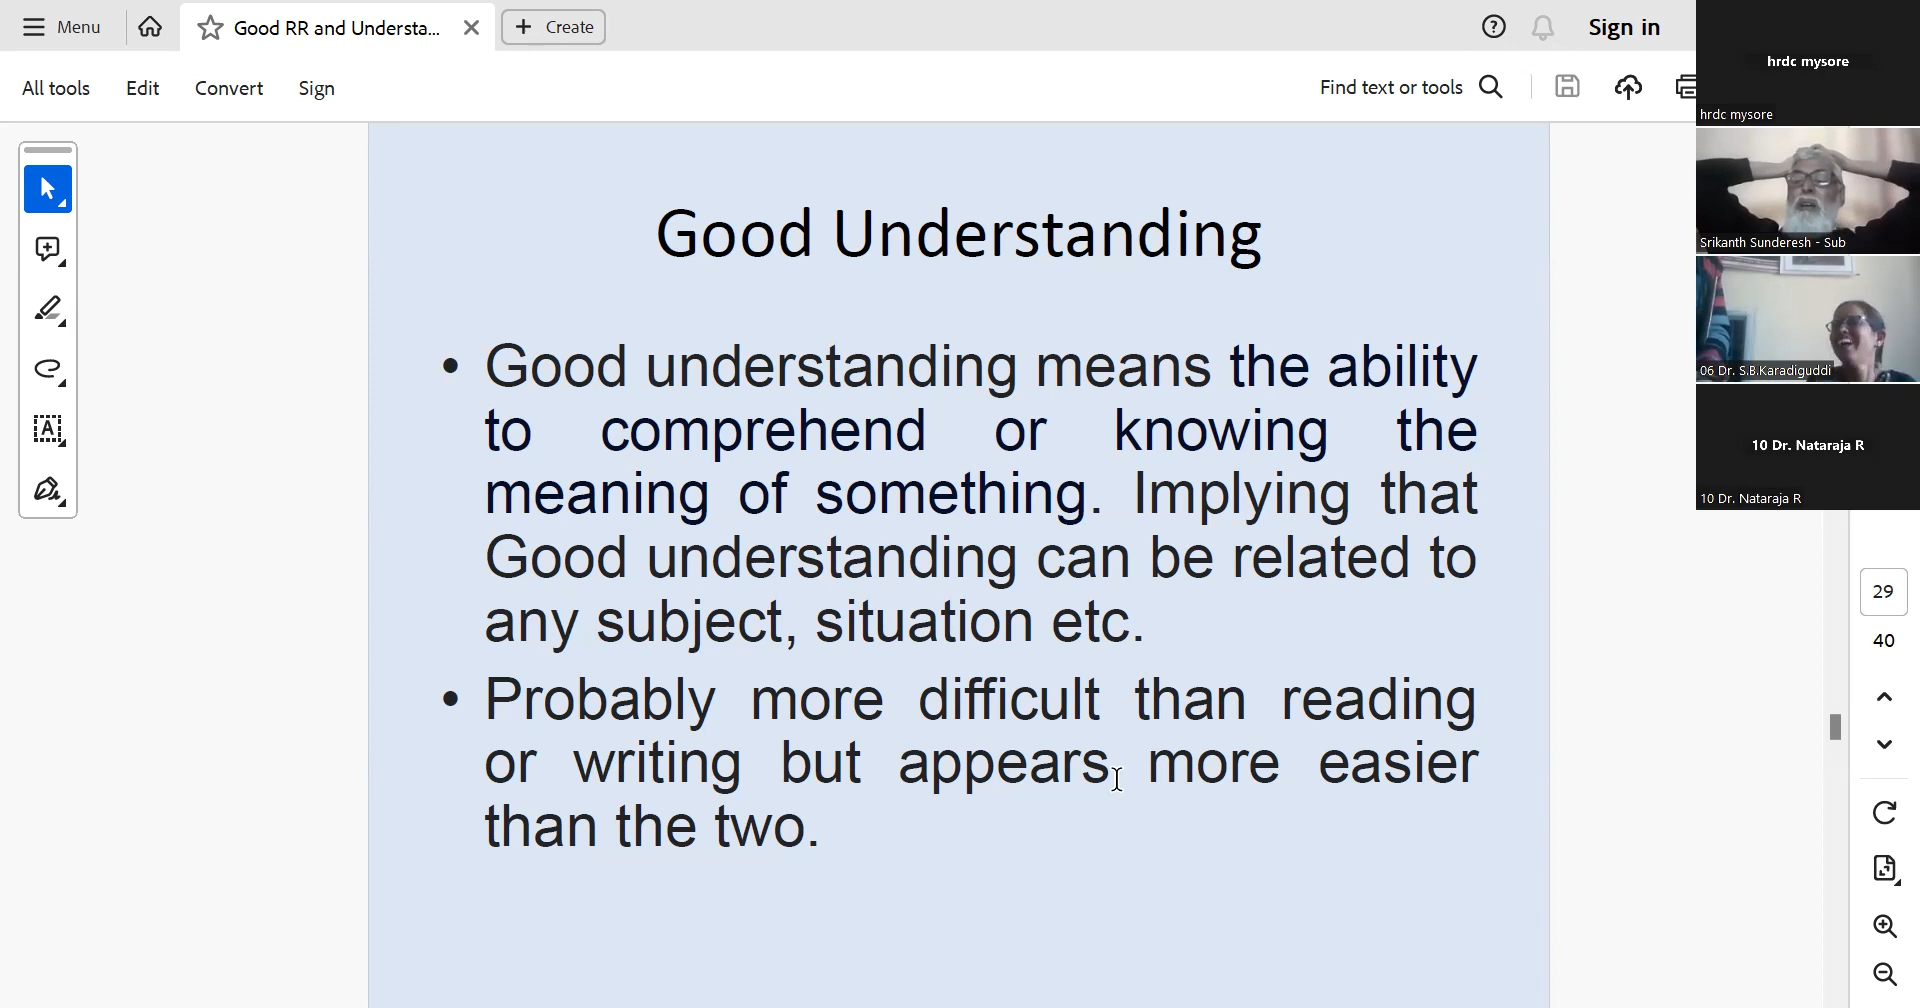 Menu
Good RR and Understa...
Create
Sign in
All tools
Edit
Convert
Sign
Find text or tools
hrdc mysore
hrdc mysore
Srikanth Sunderesh - Sub
06 Dr. S.B.Karadiguddi
10 Dr. Nataraja R
10 Dr. Nataraja R
Good Understanding
• Good understanding means the ability
to comprehend or knowing the
meaning of something. Implying that
Good understanding can be related to
any subject, situation etc.
• Probably more difficult than reading
or writing but appears more easier
than the two.
29
40